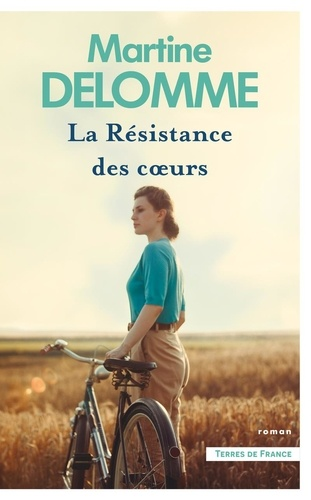 Martine
DELOMME
La Résistance
des cœurs
roman
TERRES DE FRANCE